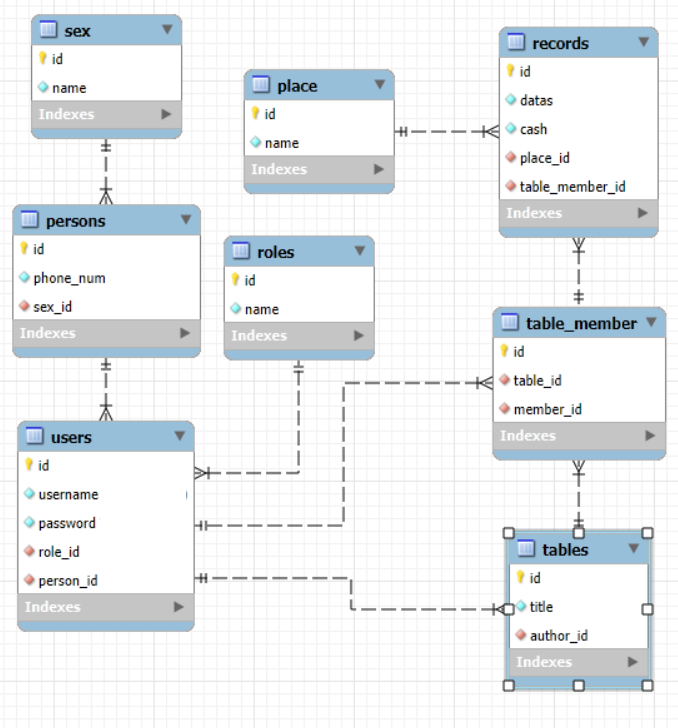 sex
id
name
Indexes
place
id
name
Indexes
records
id
datas
cash
place_id
table_member_id
Indexes
persons
id
phone_num
sex_id
Indexes
roles
id
name
Indexes
table_member
id
table_id
member_id
Indexes
users
id
username
password
role_id
person_id
Indexes
tables
id
title
author_id
Indexes